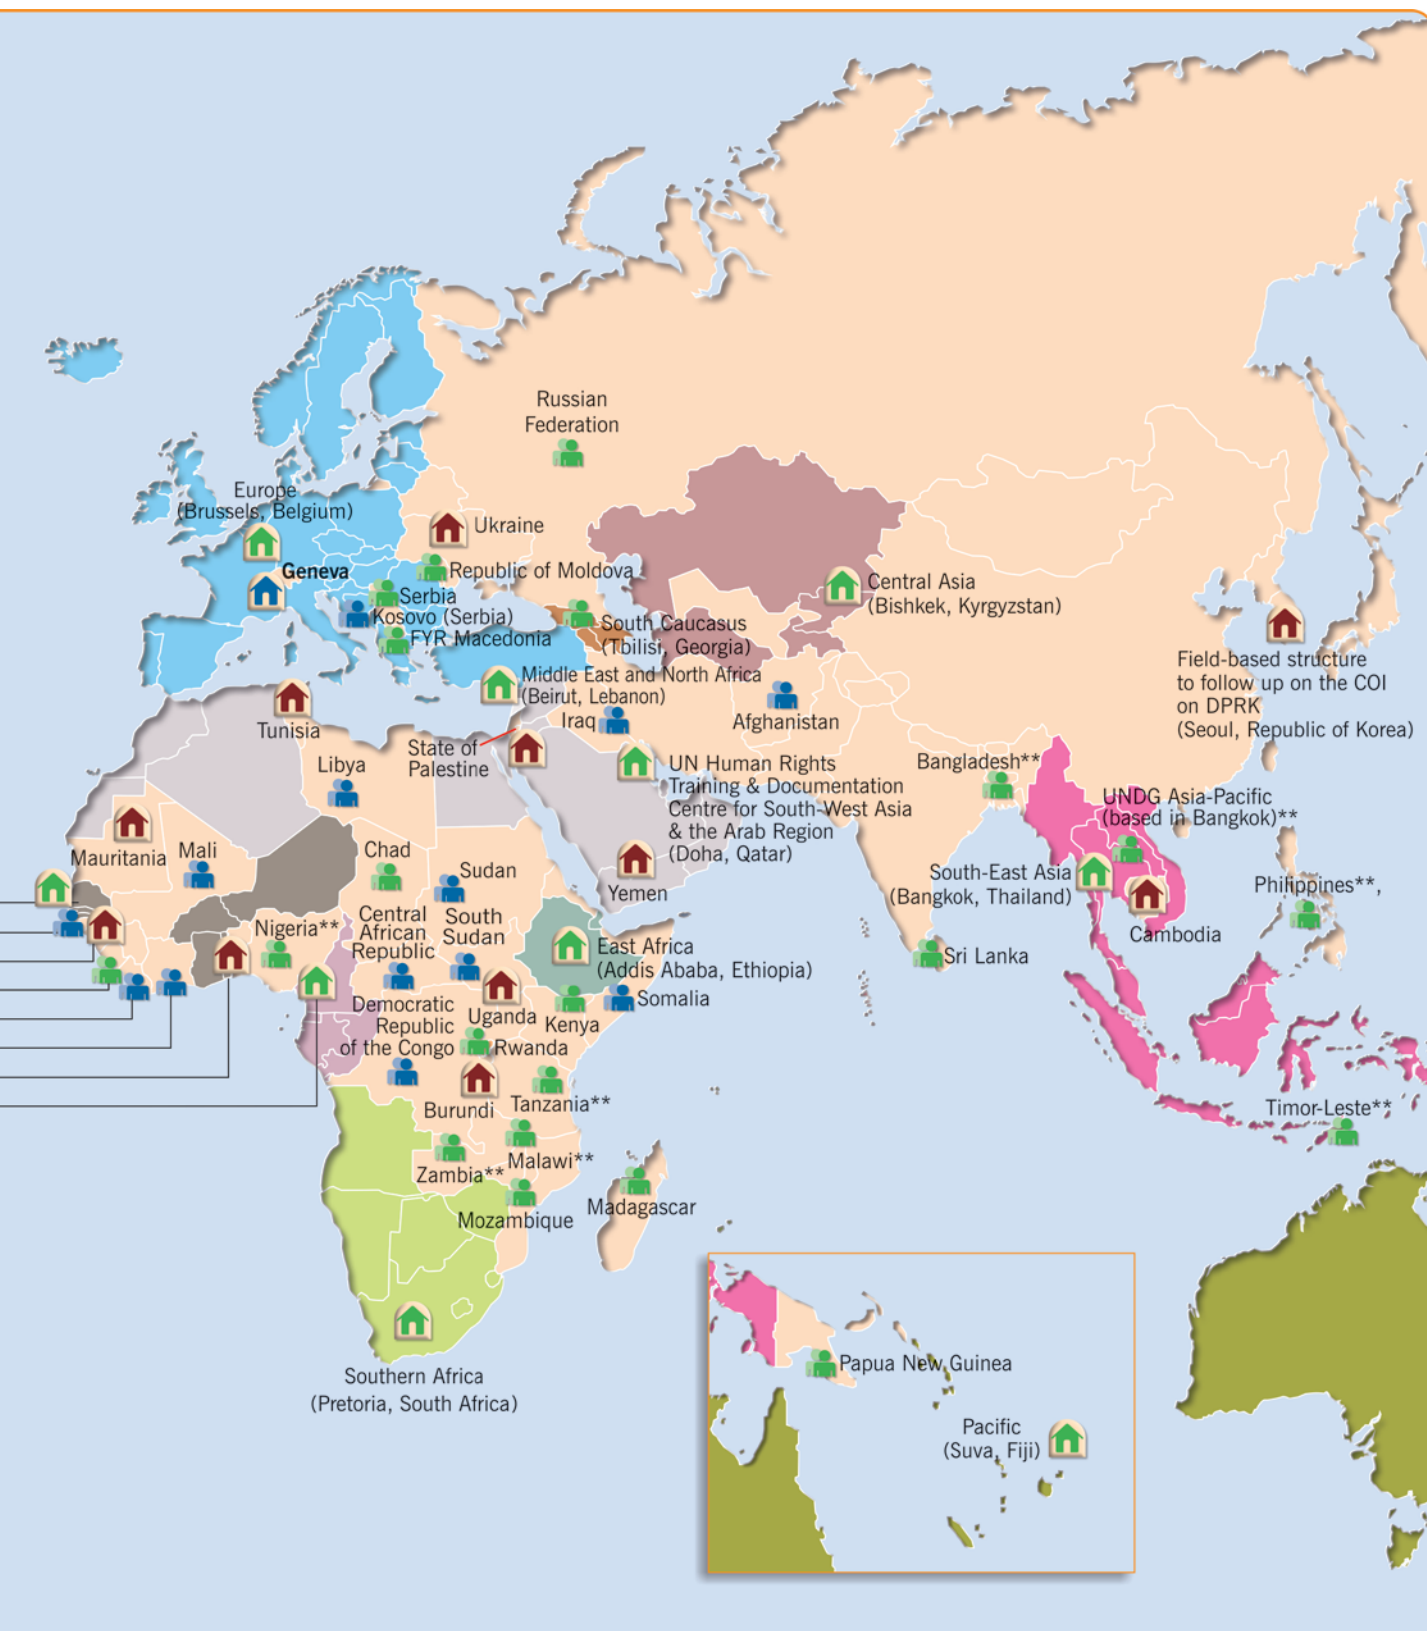 Russian
Federation
Europe
(Brussels, Belgium)
Ukraine
Geneva
Republic of Moldova
Serbia
Kosovo (Serbia)
FYR Macedonia
Central Asia
(Bishkek, Kyrgyzstan)
South Caucasus
(Tbilisi, Georgia)
Field-based structure
to follow up on the COI
on DPRK
(Seoul, Republic of Korea)
Middle East and North Africa
(Beirut, Lebanon)
Tunisia
Iraq
Afghanistan
State of
Palestine
Libya
UN Human Rights
Training & Documentation
Centre for South-West Asia
& the Arab Region
(Doha, Qatar)
Bangladesh**
UNDG Asia-Pacific
(based in Bangkok)**
Mauritania
Mali
Chad
Sudan
Yemen
South-East Asia
(Bangkok, Thailand)
Philippines**,
Cambodia
Nigeria**
Central
African
Republic
South
Sudan
East Africa
(Addis Ababa, Ethiopia)
Sri Lanka
Somalia
Democratic
Republic
of the Congo
Uganda
Kenya
Rwanda
Burundi
Tanzania**
Timor-Leste**
Zambia**
Malawi**
Mozambique
Madagascar
Southern Africa
(Pretoria, South Africa)
Papua New Guinea
Pacific
(Suva, Fiji)